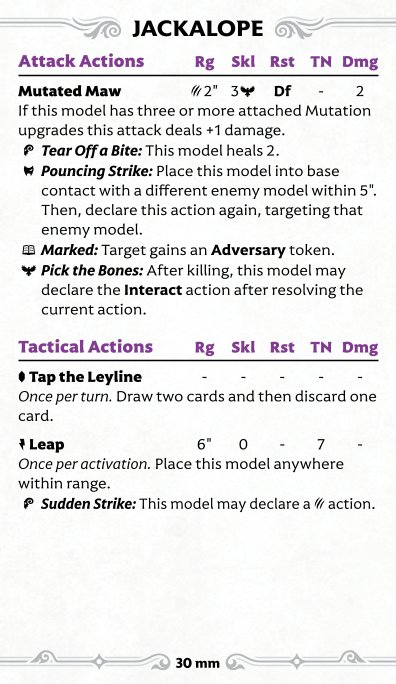 JACKALOPE
Attack Actions Rg Skl Rst TN Dmg
Mutated Maw 2" 3 Df - 2
If this model has three or more attached Mutation
upgrades this attack deals +1 damage.
Tear Off a Bite: This model heals 2.
Pouncing Strike: Place this model into base
contact with a different enemy model within 5".
Then, declare this action again, targeting that
enemy model.
Marked: Target gains an Adversary token.
Pick the Bones: After killing, this model may
declare the Interact action after resolving the
current action.
Tactical Actions Rg Skl Rst TN Dmg
Tap the Leyline - - - - -
Once per turn. Draw two cards and then discard one
card.
Leap 6" 0 - 7 -
Once per activation. Place this model anywhere
within range.
Sudden Strike: This model may declare a action.
30 mm